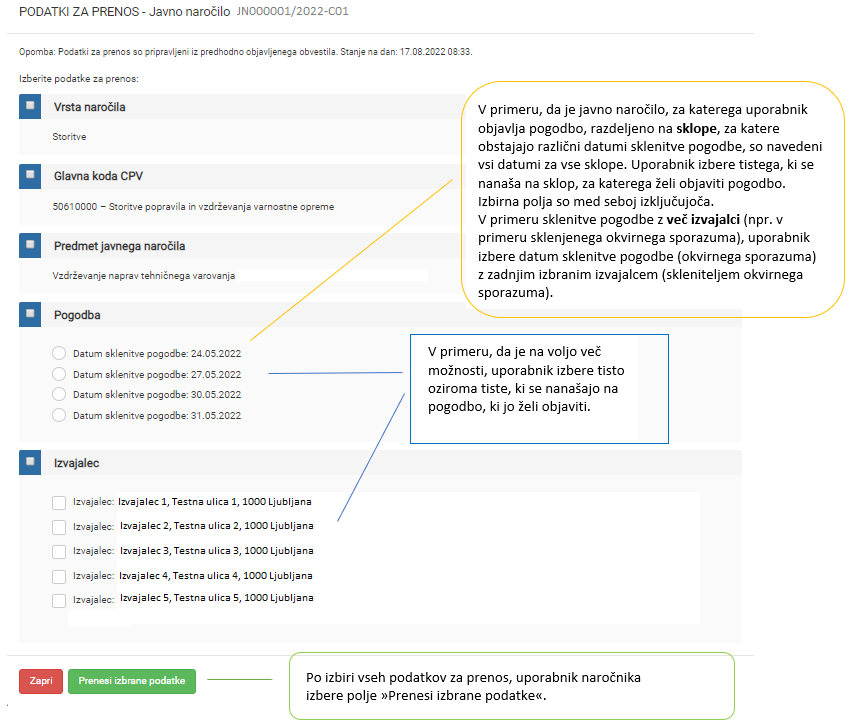 PODATKI ZA PRENOS - Javno naročilo JN000001/2022-C01
Opomba: Podatki za prenos so pripravljeni iz predhodno objavljenega obvestila. Stanje na dan: 17.08.2022 08:33.
Izberite podatke za prenos:
Vrsta naročila
Storitve
Glavna koda CPV
50610000 – Storitve popravila in vzdrževanja varnostne opreme
Predmet javnega naročila
Vzdrževanje naprav tehničnega varovanja
V primeru, da je javno naročilo, za katerega uporabnik
objavlja pogodbo, razdeljeno na sklope, za katere
obstajajo različni datumi sklenitve pogodbe, so navedeni
vsi datumi za vse sklope. Uporabnik izbere tistega, ki se
nanaša na sklop, za katerega želi objaviti pogodbo.
Izbirna polja so med seboj izključujoča.
V primeru sklenitve pogodbe z več izvajalci (npr. v
primeru sklenjenega okvirnega sporazuma), uporabnik
izbere datum sklenitve pogodbe (okvirnega sporazuma)
z zadnjim izbranim izvajalcem (skleniteljem okvirnega
sporazuma).
Pogodba
Datum sklenitve pogodbe: 24.05.2022
Datum sklenitve pogodbe: 27.05.2022
Datum sklenitve pogodbe: 30.05.2022
Datum sklenitve pogodbe: 31.05.2022
V primeru, da je na voljo več
možnosti, uporabnik izbere tisto
oziroma tiste, ki se nanašajo na
pogodbo, ki jo želi objaviti.
Izvajalec
Izvajalec: Izvajalec 1, Testna ulica 1, 1000 Ljubljana
Izvajalec: Izvajalec 2, Testna ulica 2, 1000 Ljubljana
Izvajalec: Izvajalec 3, Testna ulica 3, 1000 Ljubljana
Izvajalec: Izvajalec 4, Testna ulica 4, 1000 Ljubljana
Izvajalec: Izvajalec 5, Testna ulica 5, 1000 Ljubljana
Zapri Prenesi izbrane podatke
Po izbiri vseh podatkov za prenos, uporabnik naročnika
izbere polje »Prenesi izbrane podatke«.